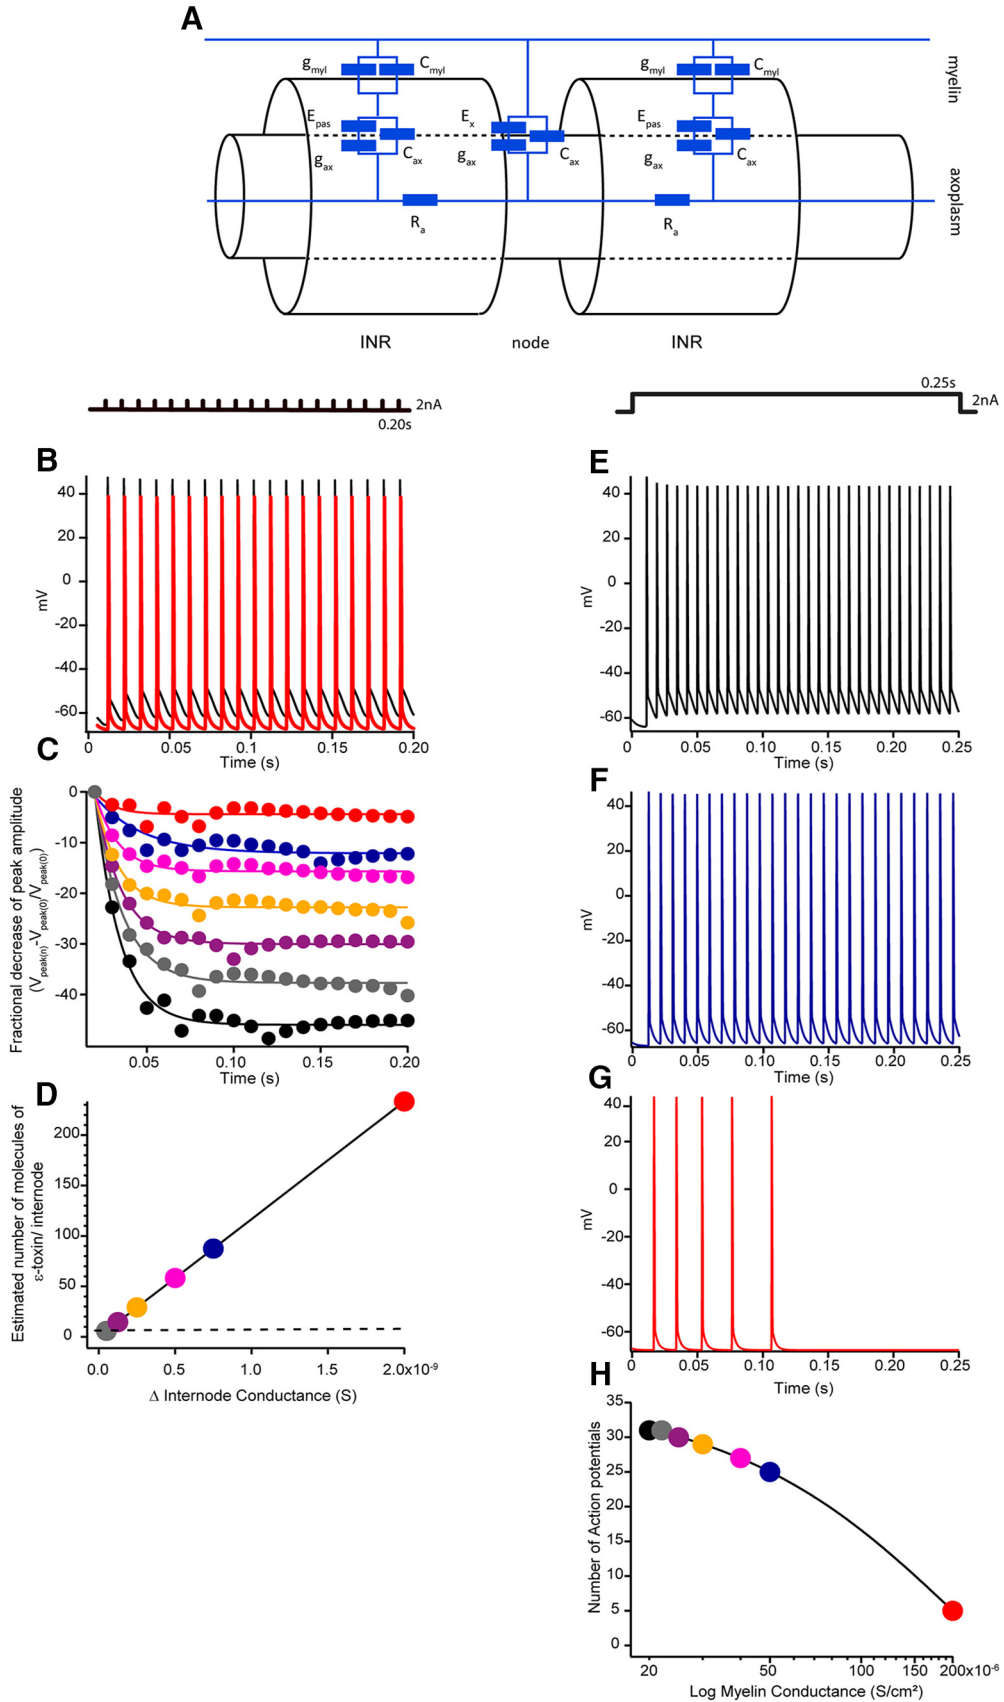 A
g_myl C_myl g_myl C_myl
myelin
E_pas E_x E_pas
g_ax C_ax g_ax C_ax g_ax C_ax
axoplasm
R_a R_a
INR node INR
2nA
0.20s
0.25s
2nA
B
40
20
0
-20
-40
-60
mV
0 0.05 0.10 0.15 0.20
Time (s)
C
0
-10
-20
-30
-40
Fractional decrease of peak amplitude
(V_peak(n)-V_peak(0)/V_peak(0))
0.05 0.10 0.15 0.20
Time (s)
D
200
150
100
50
0
Estimated number of molecules of
ε-toxin/ internode
0.0 0.5 1.0 1.5 2.0x10⁻⁹
Δ Internode Conductance (S)
E
40
20
0
-20
-40
-60
mV
0 0.05 0.10 0.15 0.20 0.25
Time (s)
F
40
20
0
-20
-40
-60
mV
0 0.05 0.10 0.15 0.20 0.25
Time (s)
G
40
20
0
-20
-40
-60
mV
0 0.05 0.10 0.15 0.20 0.25
Time (s)
H
35
30
25
20
15
10
5
0
Number of Action potentials
20 50 100 150 200x10⁻⁶
Log Myelin Conductance (S/cm²)